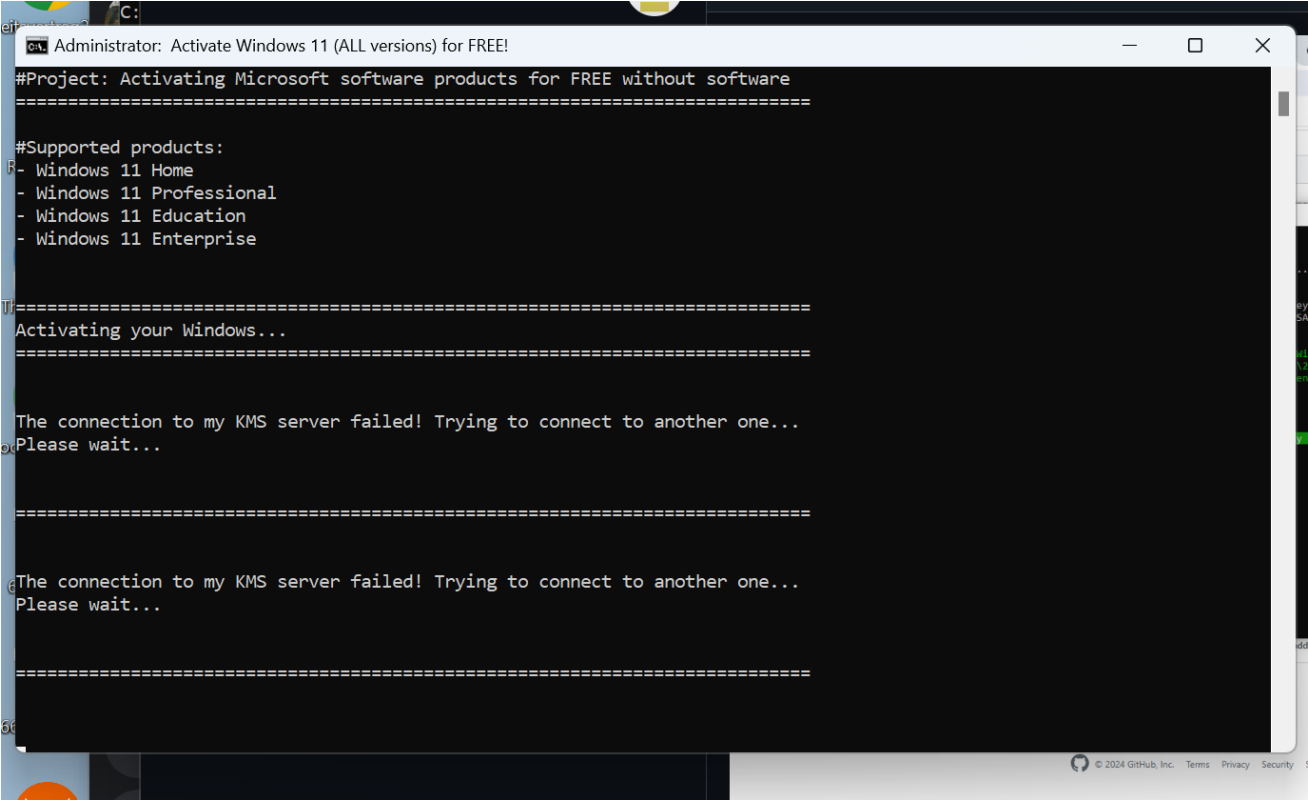 C:
Administrator:  Activate Windows 11 (ALL versions) for FREE!
#Project: Activating Microsoft software products for FREE without software
============================================================================
#Supported products:
- Windows 11 Home
- Windows 11 Professional
- Windows 11 Education
- Windows 11 Enterprise
============================================================================
Activating your Windows...
============================================================================
The connection to my KMS server failed! Trying to connect to another one...
Please wait...
============================================================================
The connection to my KMS server failed! Trying to connect to another one...
Please wait...
============================================================================
© 2024 GitHub, Inc. Terms Privacy Security